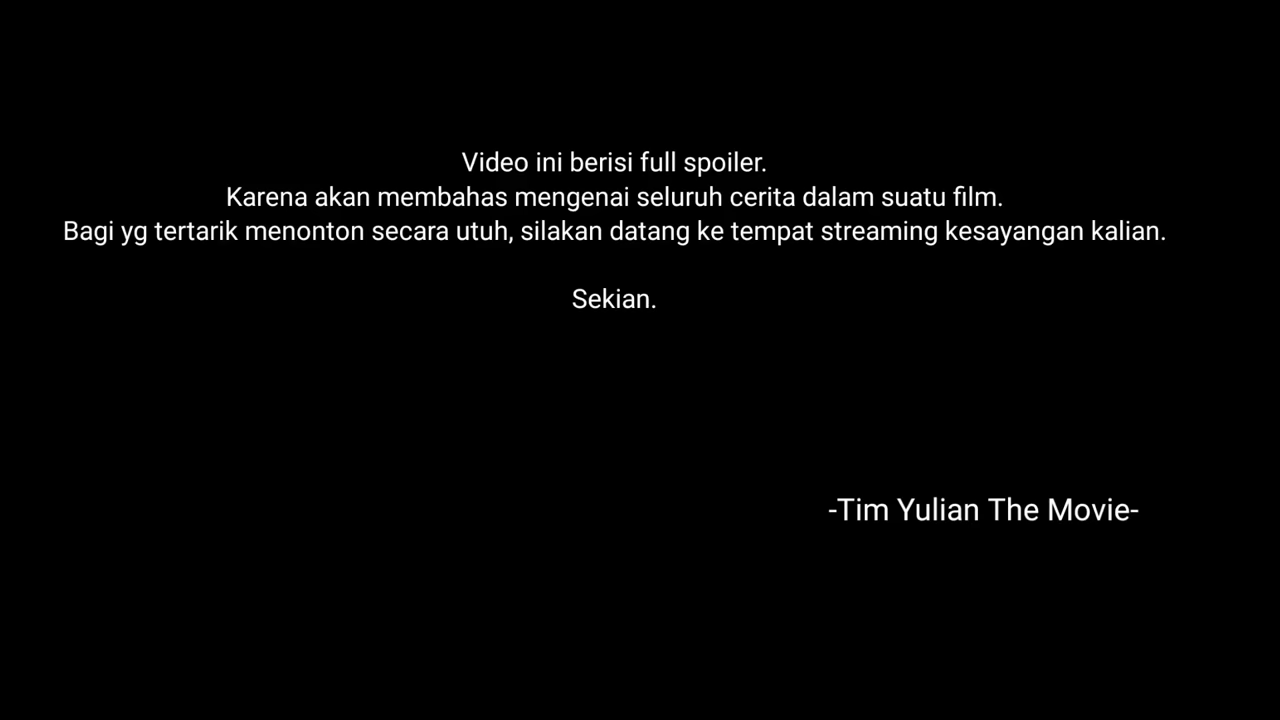 Video ini berisi full spoiler.
Karena akan membahas mengenai seluruh cerita dalam suatu film.
Bagi yg tertarik menonton secara utuh, silakan datang ke tempat streaming kesayangan kalian.
Sekian.
-Tim Yulian The Movie-